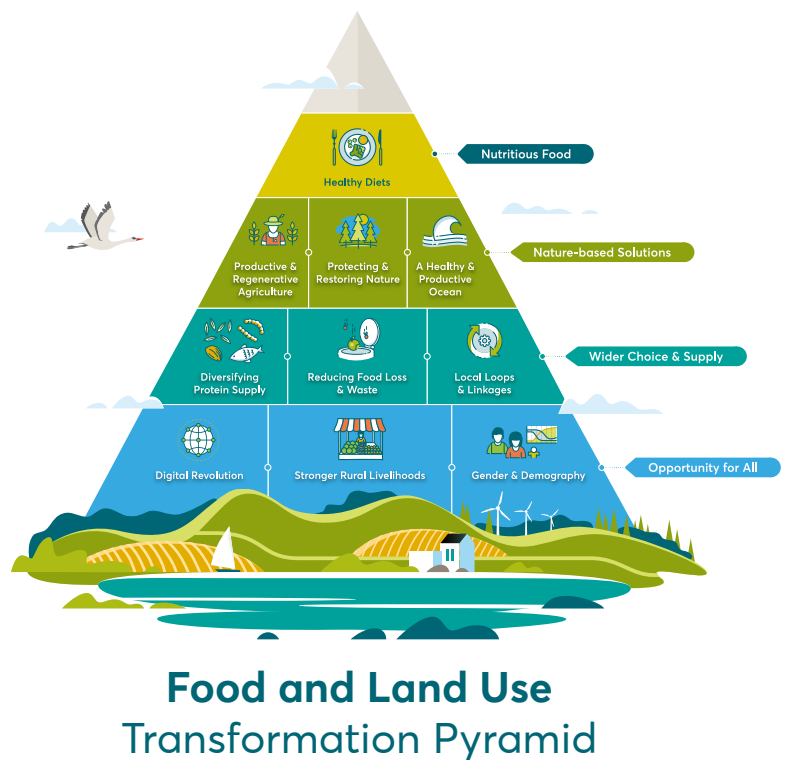 Nutritious Food
Healthy Diets
Nature-based Solutions
Productive &
Regenerative
Agriculture
Protecting &
Restoring Nature
A Healthy &
Productive
Ocean
Wider Choice & Supply
Diversifying
Protein Supply
Reducing Food Loss
& Waste
Local Loops
& Linkages
Opportunity for All
Digital Revolution
Stronger Rural Livelihoods
Gender & Demography
Food and Land Use
Transformation Pyramid